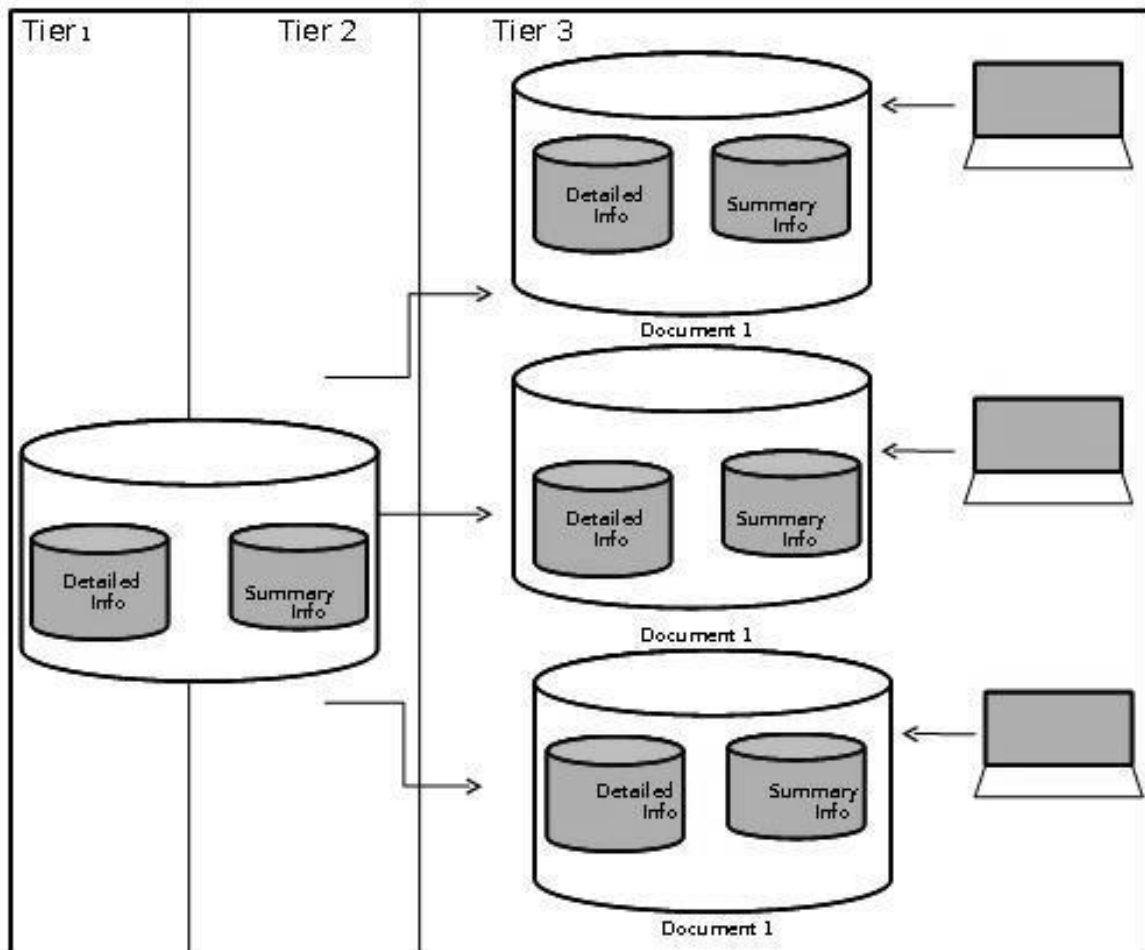 Tier 1
Tier 2
Tier 3
Detailed
Info
Summary
Info
Document 1
Detailed
Info
Summary
Info
Document 1
Detailed
Info
Summary
Info
Detailed
Info
Summary
Info
Document 1